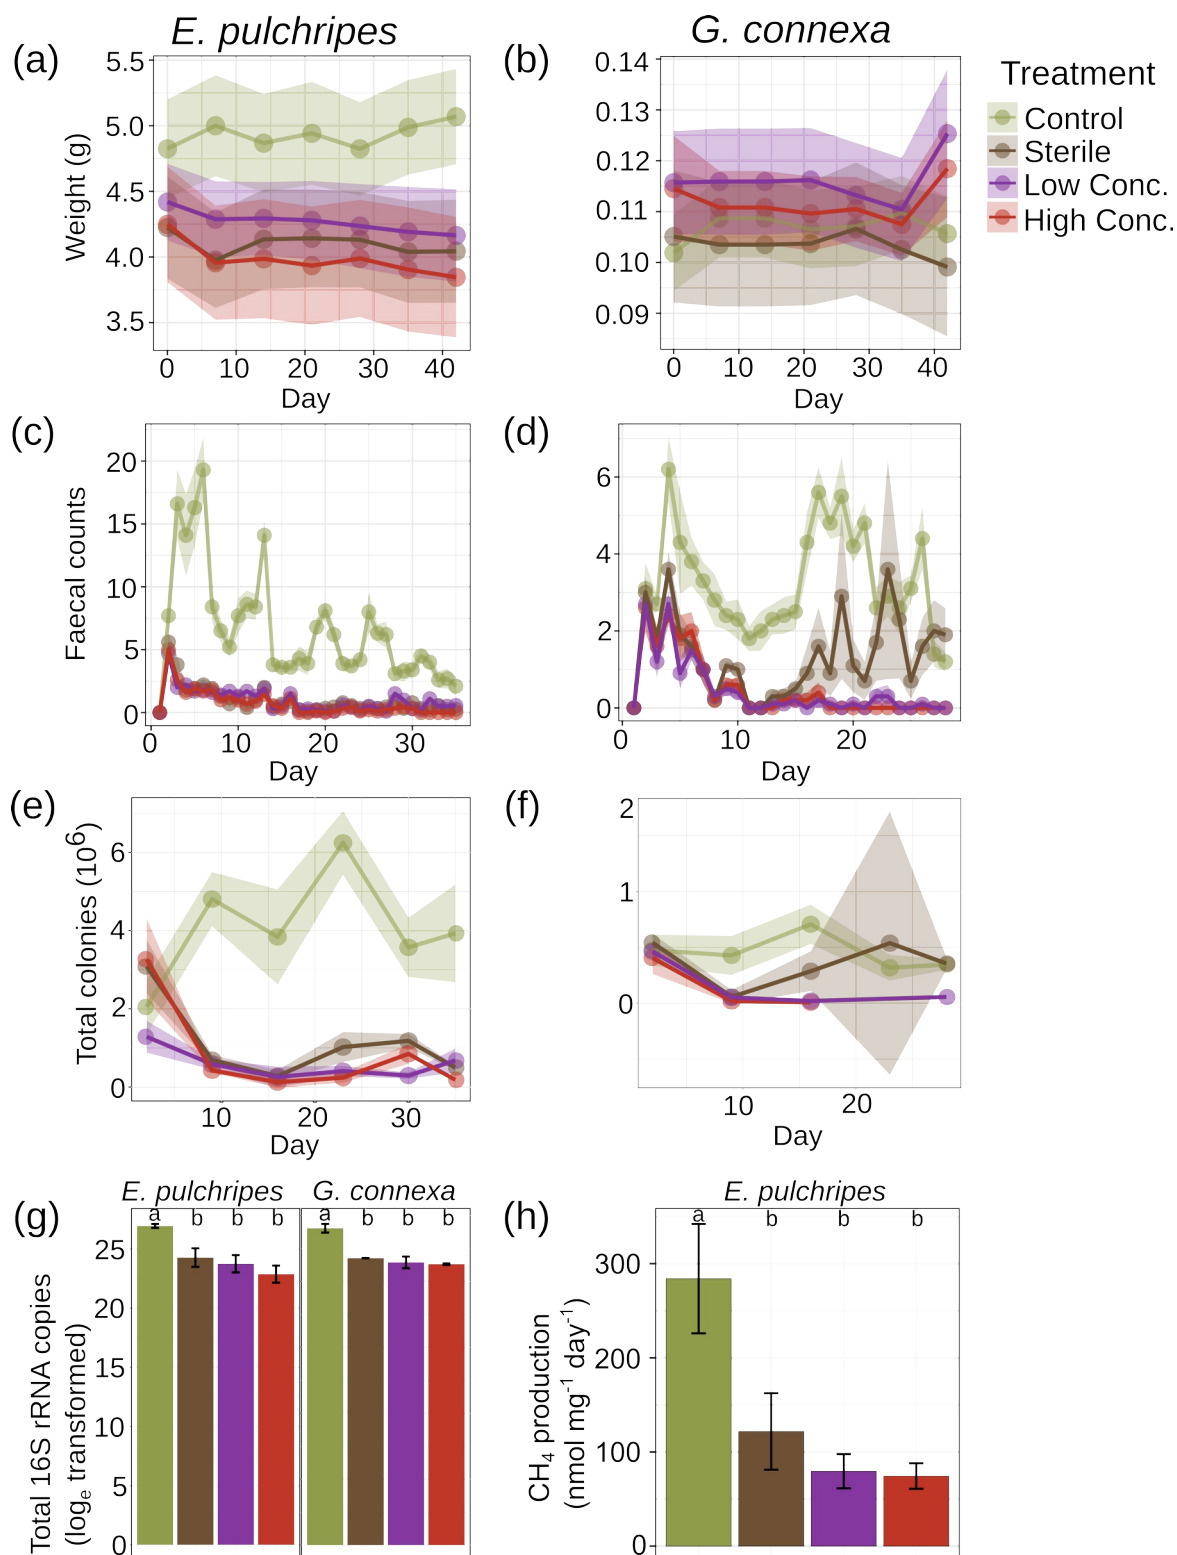 E. pulchripes
G. connexa
(a)
Weight (g)
5.5
5.0
4.5
4.0
3.5
0 10 20 30 40
Day
(b)
0.14
0.13
0.12
0.11
0.10
0.09
0 10 20 30 40
Day
Treatment
Control
Sterile
Low Conc.
High Conc.
(c)
Faecal counts
20
15
10
5
0
0 10 20 30
Day
(d)
6
4
2
0
0 10 20
Day
(e)
Total colonies (10⁶)
6
4
2
0
10 20 30
Day
(f)
2
1
0
10 20
Day
(g)
E. pulchripes G. connexa
a b b b a b b b
Total 16S rRNA copies
(logₑ transformed)
25
20
15
10
5
0
(h)
E. pulchripes
a b b b
CH₄ production
(nmol mg⁻¹ day⁻¹)
300
200
100
0